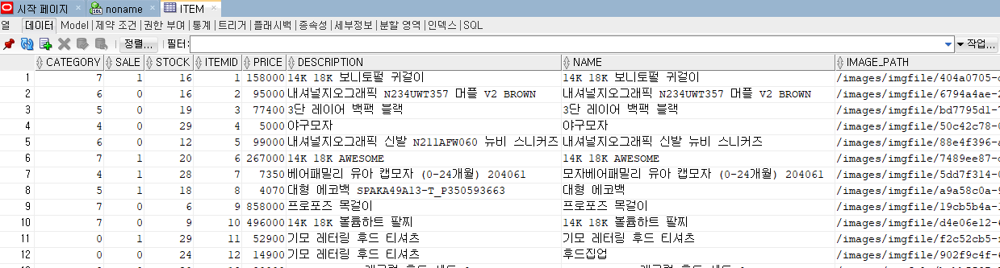 시작 페이지 noname ITEM
열 데이터 Model 제약 조건 권한 부여 통계 트리거 플래시백 종속성 세부정보 분할 영역 인덱스 SQL
정렬... 필터: 작업...
CATEGORY SALE STOCK ITEMID PRICE DESCRIPTION NAME IMAGE_PATH
1 7 1 16 1 158000 14K 18K 보니토펄 귀걸이 14K 18K 보니토펄 귀걸이 /images/imgfile/404a0705-
2 6 0 16 2 95000 내셔널지오그래픽 N234UWT357 머플 V2 BROWN 내셔널지오그래픽 N234UWT357 머플 V2 BROWN /images/imgfile/6794a4ae-
3 5 0 19 3 77400 3단 레이어 백팩 블랙 3단 레이어 백팩 블랙 /images/imgfile/bd7795d1-
4 4 0 29 4 5000 야구모자 야구모자 /images/imgfile/50c42c78-
5 6 0 12 5 99000 내셔널지오그래픽 신발 N211AFW060 뉴비 스니커즈 내셔널지오그래픽 신발 뉴비 스니커즈 /images/imgfile/88e4f396-
6 7 1 20 6 267000 14K 18K AWESOME 14K 18K AWESOME /images/imgfile/7489ee87-
7 4 1 28 7 7350 베어패밀리 유아 캡모자 (0-24개월) 204061 모자베어패밀리 유아 캡모자 (0-24개월) 204061 /images/imgfile/5dd7f314-
8 5 1 18 8 4070 대형 에코백 SPAKA49A13-T_P350593663 대형 에코백 /images/imgfile/a9a58c0a-
9 7 0 6 9 858000 프로포즈 목걸이 프로포즈 목걸이 /images/imgfile/19cb5b4a-
10 7 0 9 10 496000 14K 18K 볼륨하트 팔찌 14K 18K 볼륨하트 팔찌 /images/imgfile/d4e06e12-
11 0 1 29 11 52900 기모 레터링 후드 티셔츠 기모 레터링 후드 티셔츠 /images/imgfile/f2c52cb5-
12 0 0 24 12 14900 기모 레터링 후드 티셔츠 후드집업 /images/imgfile/902f9c4f-